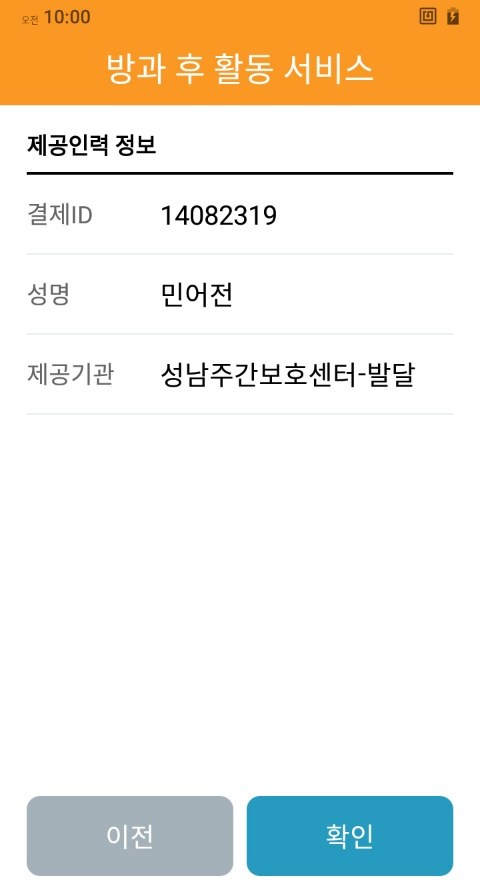 오전 10:00
방과 후 활동 서비스
제공인력 정보
결제ID 14082319
성명 민어전
제공기관 성남주간보호센터-발달
이전 확인